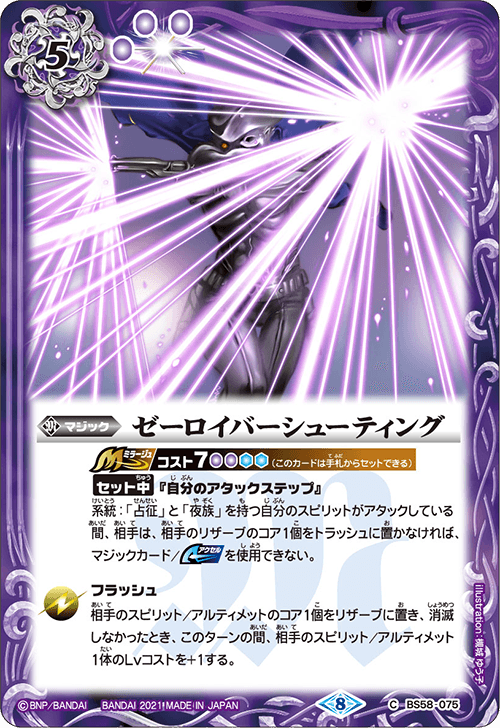 5
マジック ゼーロイバーシューティング
ミラージュ コスト7 (このカードは手札からセットできる)
セット中 『自分のアタックステップ』
系統:「占征」と「夜族」を持つ自分のスピリットがアタックしている
間、相手は、相手のリザーブのコア1個をトラッシュに置かなければ、
マジックカード/アクセルを使用できない。
フラッシュ
相手のスピリット/アルティメットのコア1個をリザーブに置き、消滅
しなかったとき、このターンの間、相手のスピリット/アルティメット
1体のLvコストを+1する。
illustration:機城 ゆう子
©BNP/BANDAI BANDAI 2021 MADE IN JAPAN 8 C BS58-075